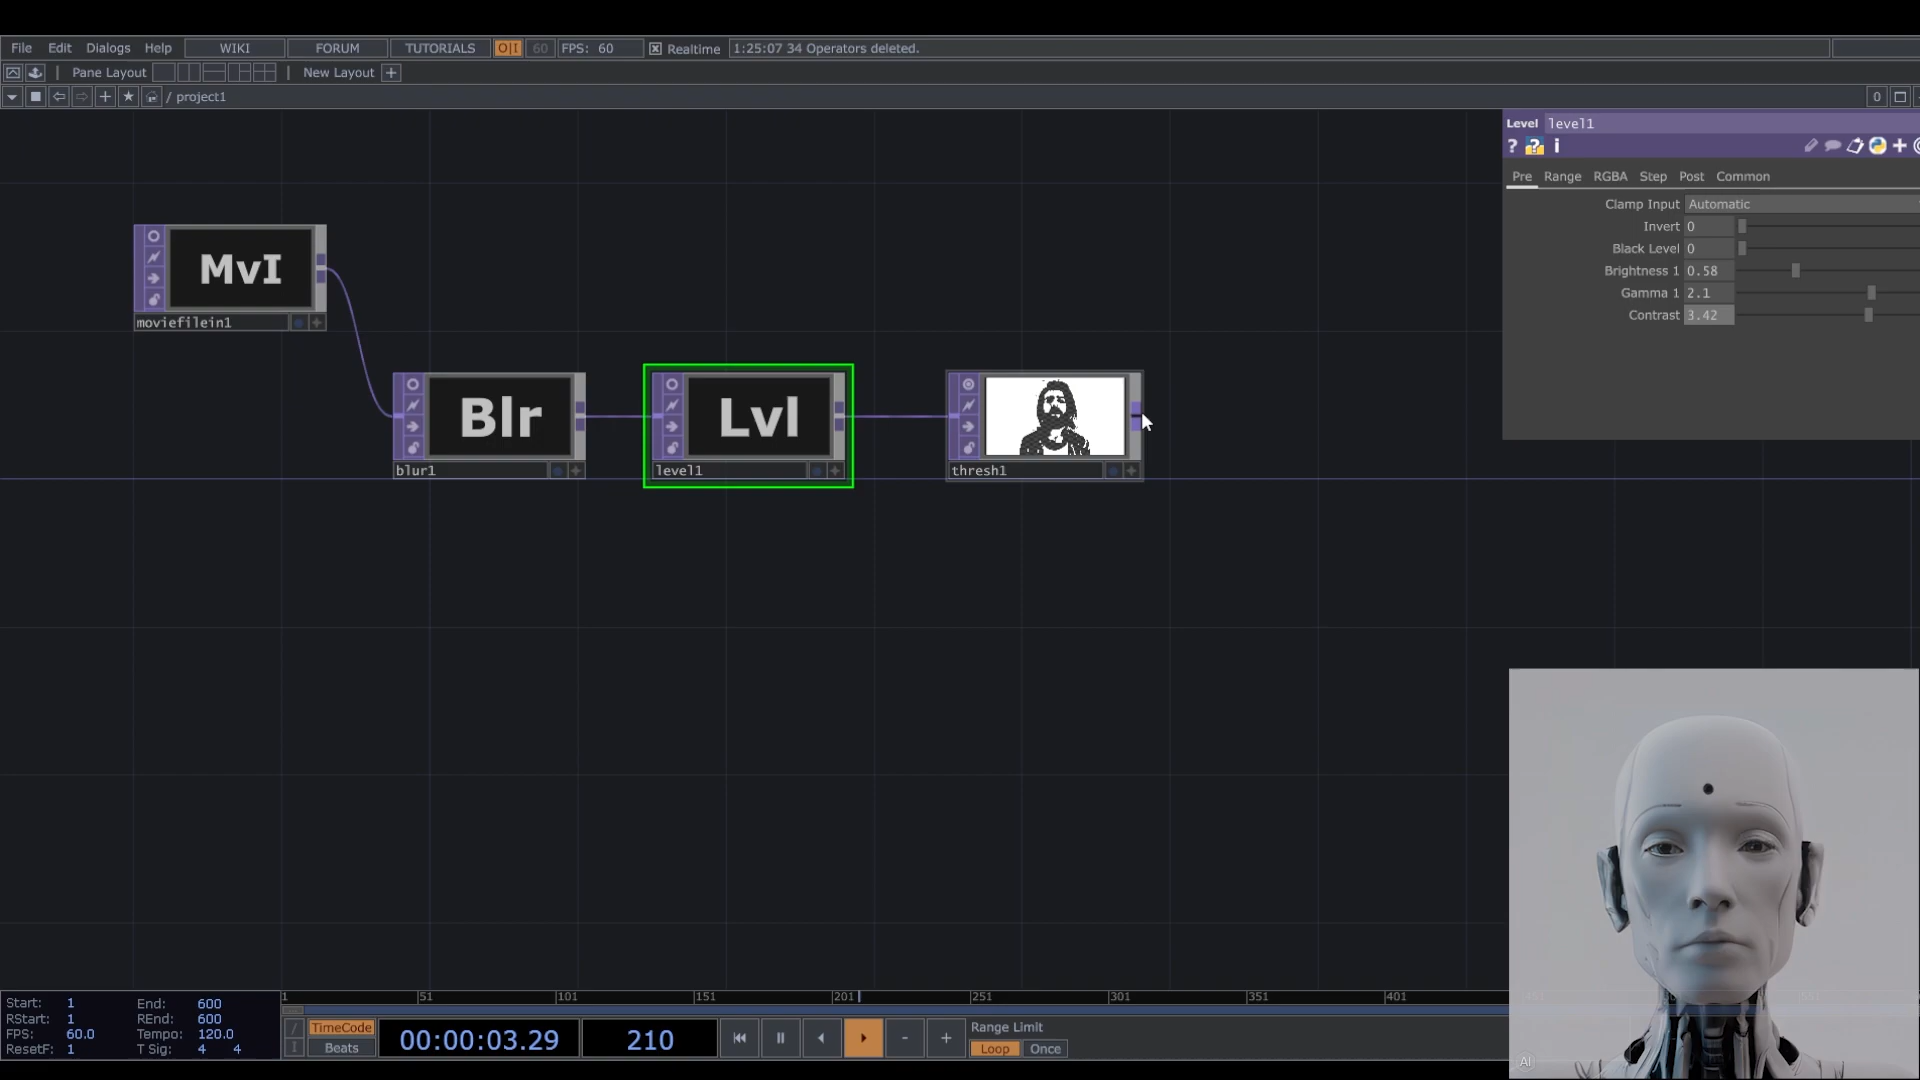 File Edit Dialogs Help WIKI FORUM TUTORIALS O|I 60 FPS: 60 Realtime 1:25:07 34 Operators deleted.
Pane Layout New Layout +
/ project1 0
Level level1
? ? i
Pre Range RGBA Step Post Common
Clamp Input Automatic
Invert 0
Black Level 0
Brightness 1 0.58
Gamma 1 2.1
Contrast 3.42
MvI
moviefilein1
Blr
blur1
Lvl
level1
thresh1
AI
1 51 101 151 201 251 301 351 401
Start: 1 End: 600
RStart: 1 REnd: 600
FPS: 60.0 Tempo: 120.0
ResetF: 1 T Sig: 4 4
TimeCode
Beats
00:00:03.29
210
- +
Range Limit
Loop Once